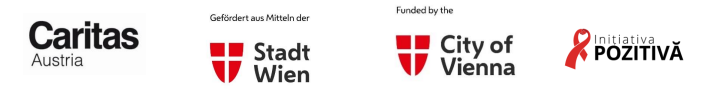 Caritas
Austria
Gefördert aus Mitteln der
Stadt
Wien
Funded by the
City of
Vienna
Initiativa
POZITIVĂ